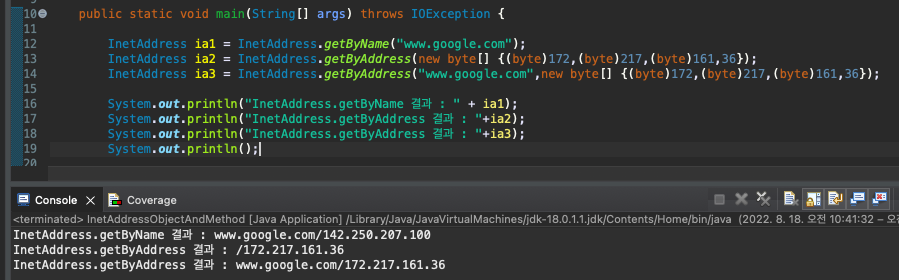 10 public static void main(String[] args) throws IOException {
11
12 InetAddress ia1 = InetAddress.getByName("www.google.com");
13 InetAddress ia2 = InetAddress.getByAddress(new byte[] {(byte)172,(byte)217,(byte)161,36});
14 InetAddress ia3 = InetAddress.getByAddress("www.google.com",new byte[] {(byte)172,(byte)217,(byte)161,36});
15
16 System.out.println("InetAddress.getByName 결과 : " + ia1);
17 System.out.println("InetAddress.getByAddress 결과 : "+ia2);
18 System.out.println("InetAddress.getByAddress 결과 : "+ia3);
19 System.out.println();
20
Console Coverage
<terminated> InetAddressObjectAndMethod [Java Application] /Library/Java/JavaVirtualMachines/jdk-18.0.1.1.jdk/Contents/Home/bin/java (2022. 8. 18. 오전 10:41:32 – 오
InetAddress.getByName 결과 : www.google.com/142.250.207.100
InetAddress.getByAddress 결과 : /172.217.161.36
InetAddress.getByAddress 결과 : www.google.com/172.217.161.36